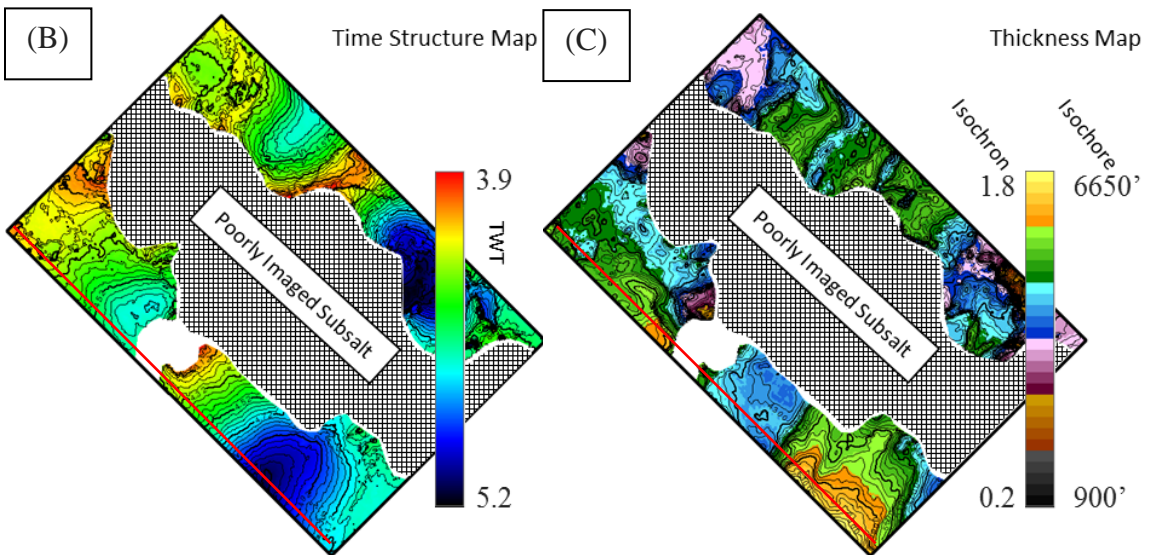 (B)
Time Structure Map
Poorly Imaged Subsalt
3.9
TWT
5.2
(C)
Thickness Map
Poorly Imaged Subsalt
Isochron
Isochore
1.8
6650’
0.2
900’